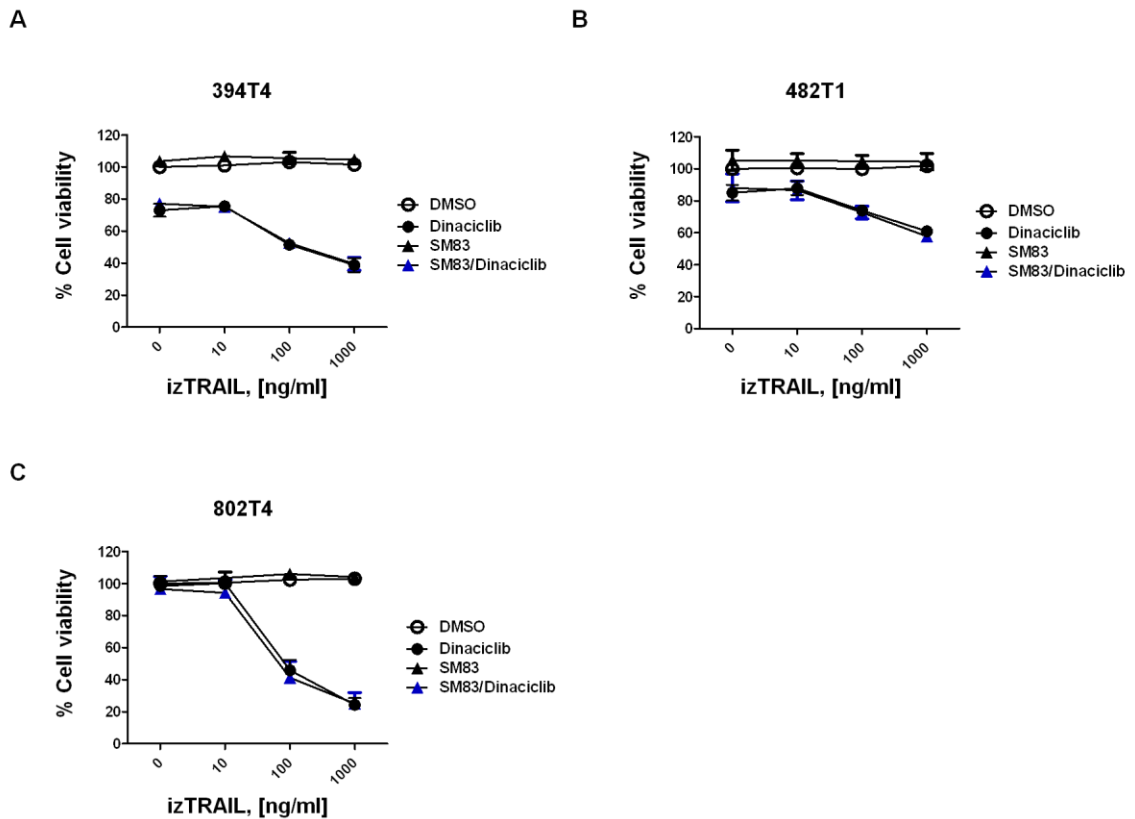 A
394T4
120
100
80
60
40
20
0
% Cell viability
0
10
100
1000
izTRAIL, [ng/ml]
DMSO
Dinaciclib
SM83
SM83/Dinaciclib
B
482T1
120
100
80
60
40
20
0
% Cell viability
0
10
100
1000
izTRAIL, [ng/ml]
DMSO
Dinaciclib
SM83
SM83/Dinaciclib
C
802T4
120
100
80
60
40
20
0
% Cell viability
0
10
100
1000
izTRAIL, [ng/ml]
DMSO
Dinaciclib
SM83
SM83/Dinaciclib